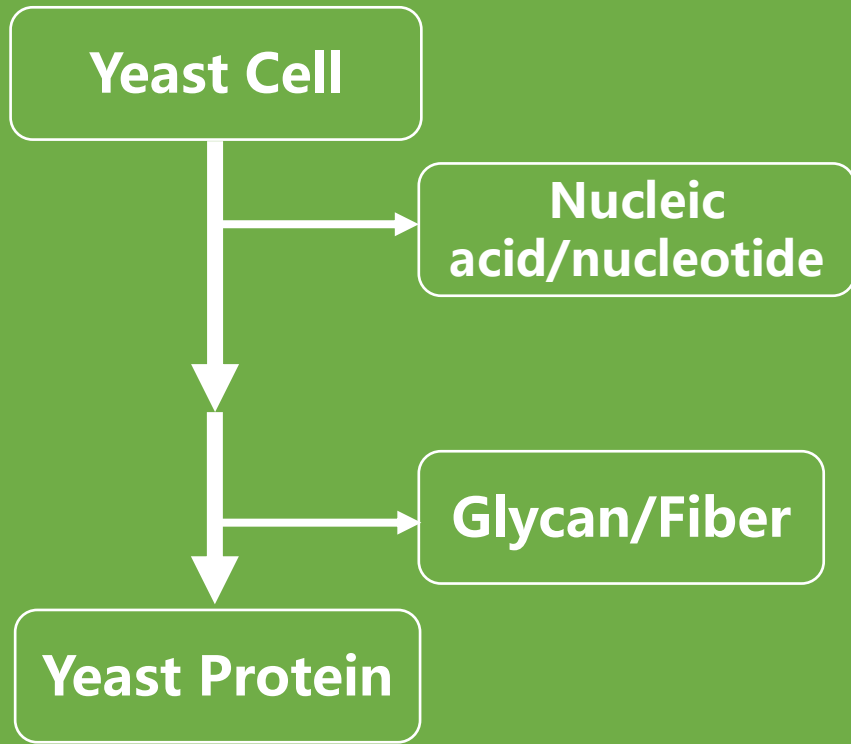 Yeast Cell
Nucleic
acid/nucleotide
Glycan/Fiber
Yeast Protein